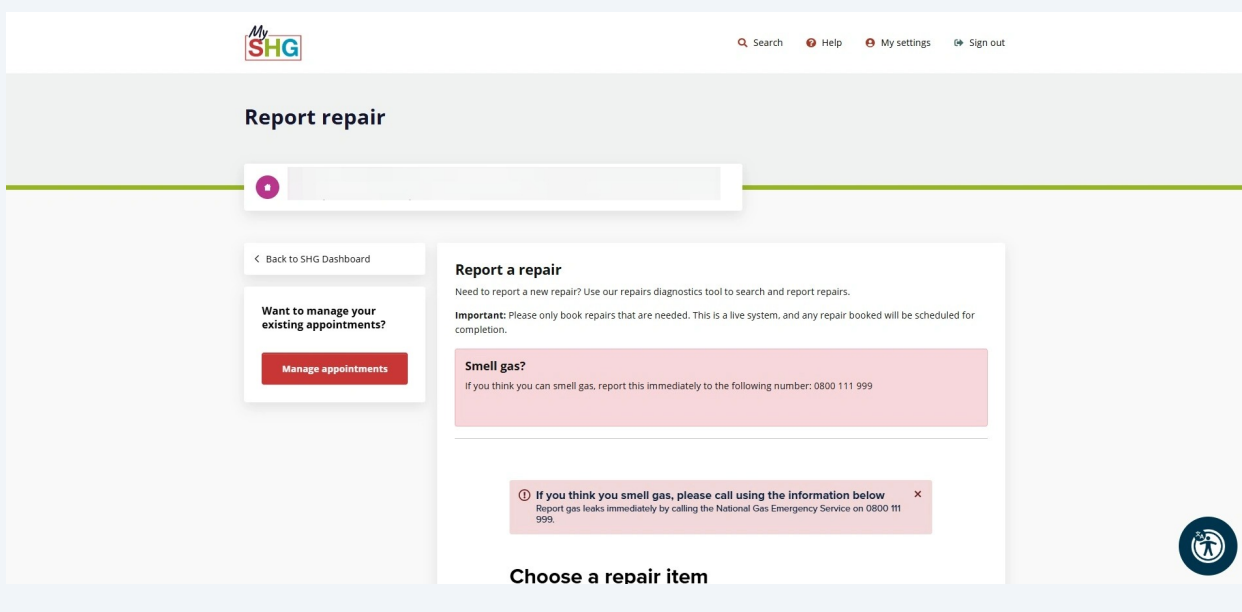 My
SHG
Search Help My settings Sign out
Report repair
Back to SHG Dashboard
Want to manage your
existing appointments?
Manage appointments
Report a repair
Need to report a new repair? Use our repairs diagnostics tool to search and report repairs.
Important: Please only book repairs that are needed. This is a live system, and any repair booked will be scheduled for
completion.
Smell gas?
If you think you can smell gas, report this immediately to the following number: 0800 111 999
If you think you smell gas, please call using the information below
Report gas leaks immediately by calling the National Gas Emergency Service on 0800 111
999.
Choose a repair item